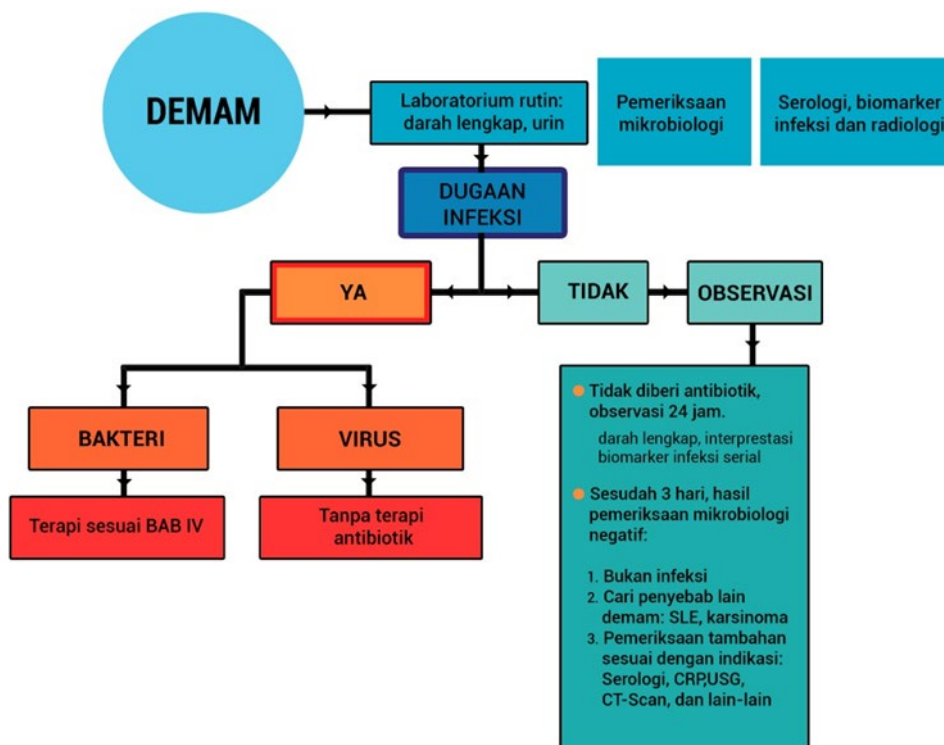 DEMAM
Laboratorium rutin:
darah lengkap, urin
Pemeriksaan
mikrobiologi
Serologi, biomarker
infeksi dan radiologi
DUGAAN
INFEKSI
YA
TIDAK
OBSERVASI
BAKTERI
VIRUS
Terapi sesuai BAB IV
Tanpa terapi
antibiotik
Tidak diberi antibiotik,
observasi 24 jam.
darah lengkap, interprestasi
biomarker infeksi serial
Sesudah 3 hari, hasil
pemeriksaan mikrobiologi
negatif:
1. Bukan infeksi
2. Cari penyebab lain
demam: SLE, karsinoma
3. Pemeriksaan tambahan
sesuai dengan indikasi:
Serologi, CRP,USG,
CT-Scan, dan lain-lain